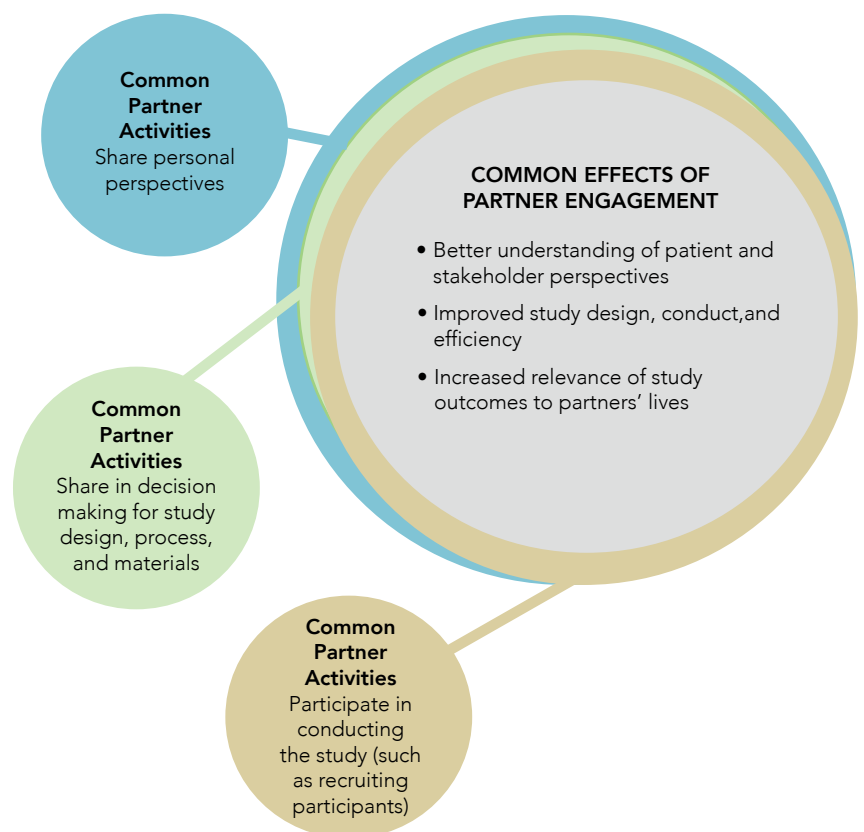 Common
Partner
Activities
Share personal
perspectives
COMMON EFFECTS OF
PARTNER ENGAGEMENT
• Better understanding of patient and
stakeholder perspectives
• Improved study design, conduct,and
efficiency
• Increased relevance of study
outcomes to partners’ lives
Common
Partner
Activities
Share in decision
making for study
design, process,
and materials
Common
Partner
Activities
Participate in
conducting
the study (such
as recruiting
participants)